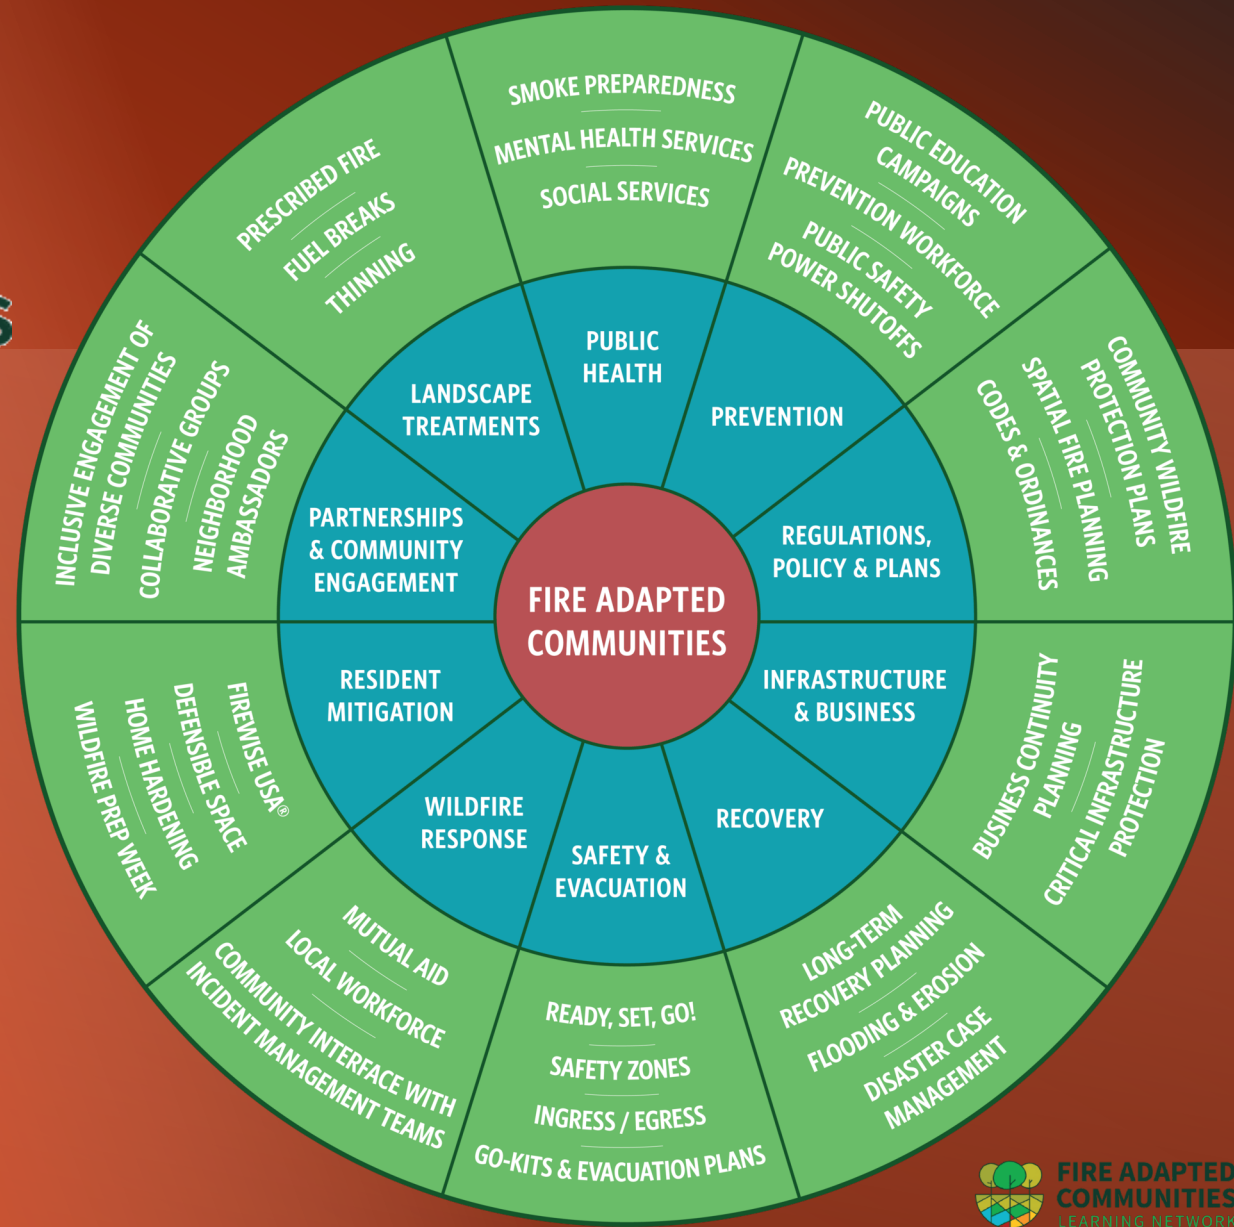 S
SMOKE PREPAREDNESS
MENTAL HEALTH SERVICES
SOCIAL SERVICES
PUBLIC
HEALTH
PUBLIC EDUCATION
CAMPAIGNS
PREVENTION WORKFORCE
PUBLIC SAFETY
POWER SHUTOFFS
PREVENTION
COMMUNITY WILDFIRE
PROTECTION PLANS
SPATIAL FIRE PLANNING
CODES & ORDINANCES
REGULATIONS,
POLICY & PLANS
BUSINESS CONTINUITY
PLANNING
CRITICAL INFRASTRUCTURE
PROTECTION
INFRASTRUCTURE
& BUSINESS
LONG-TERM
RECOVERY PLANNING
FLOODING & EROSION
DISASTER CASE
MANAGEMENT
RECOVERY
READY, SET, GO!
SAFETY ZONES
INGRESS / EGRESS
GO-KITS & EVACUATION PLANS
SAFETY &
EVACUATION
MUTUAL AID
LOCAL WORKFORCE
COMMUNITY INTERFACE WITH
INCIDENT MANAGEMENT TEAMS
WILDFIRE
RESPONSE
FIREWISE USA®
DEFENSIBLE SPACE
HOME HARDENING
WILDFIRE PREP WEEK
RESIDENT
MITIGATION
INCLUSIVE ENGAGEMENT OF
DIVERSE COMMUNITIES
COLLABORATIVE GROUPS
NEIGHBORHOOD
AMBASSADORS
PARTNERSHIPS
& COMMUNITY
ENGAGEMENT
PRESCRIBED FIRE
FUEL BREAKS
THINNING
LANDSCAPE
TREATMENTS
FIRE ADAPTED
COMMUNITIES
FIRE ADAPTED
COMMUNITIES
LEARNING NETWORK